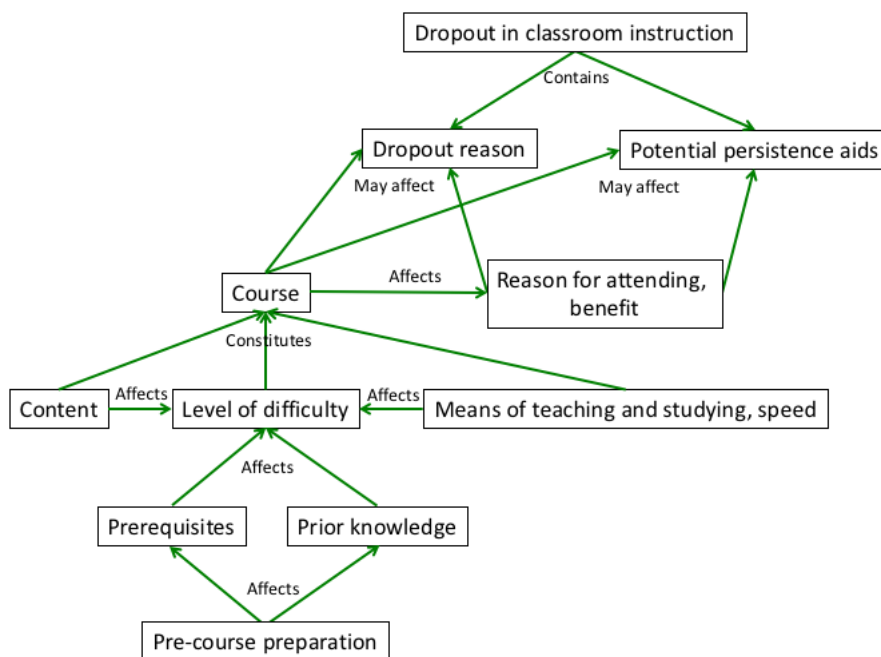 Dropout in classroom instruction
Contains
Dropout reason
Potential persistence aids
May affect
May affect
Course
Affects
Reason for attending,
benefit
Constitutes
Content
Affects
Level of difficulty
Affects
Means of teaching and studying, speed
Affects
Prerequisites
Prior knowledge
Affects
Pre-course preparation